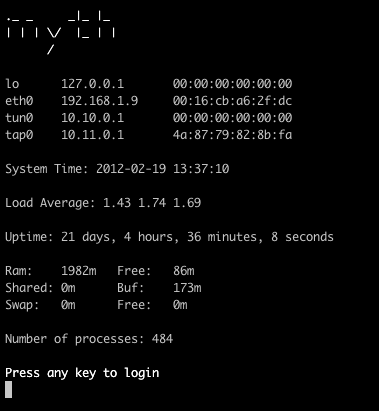 myth
lo 127.0.0.1 00:00:00:00:00:00
eth0 192.168.1.9 00:16:cb:a6:2f:dc
tun0 10.10.0.1 00:00:00:00:00:00
tap0 10.11.0.1 4a:87:79:82:8b:fa
System Time: 2012-02-19 13:37:10
Load Average: 1.43 1.74 1.69
Uptime: 21 days, 4 hours, 36 minutes, 8 seconds
Ram: 1982m Free: 86m
Shared: 0m Buf: 173m
Swap: 0m Free: 0m
Number of processes: 484
Press any key to login